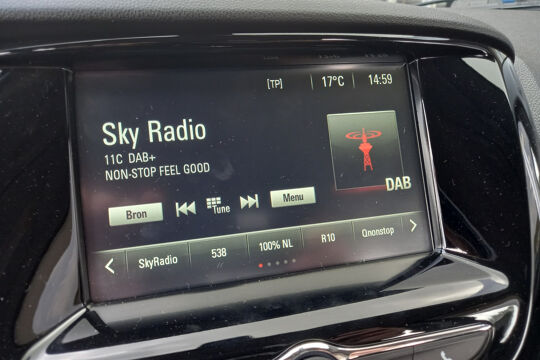 [TP] 17°C 14:59
Sky Radio
11C DAB+
NON-STOP FEEL GOOD
DAB
Bron Tune Menu
SkyRadio 538 100% NL R10 Qnonstop